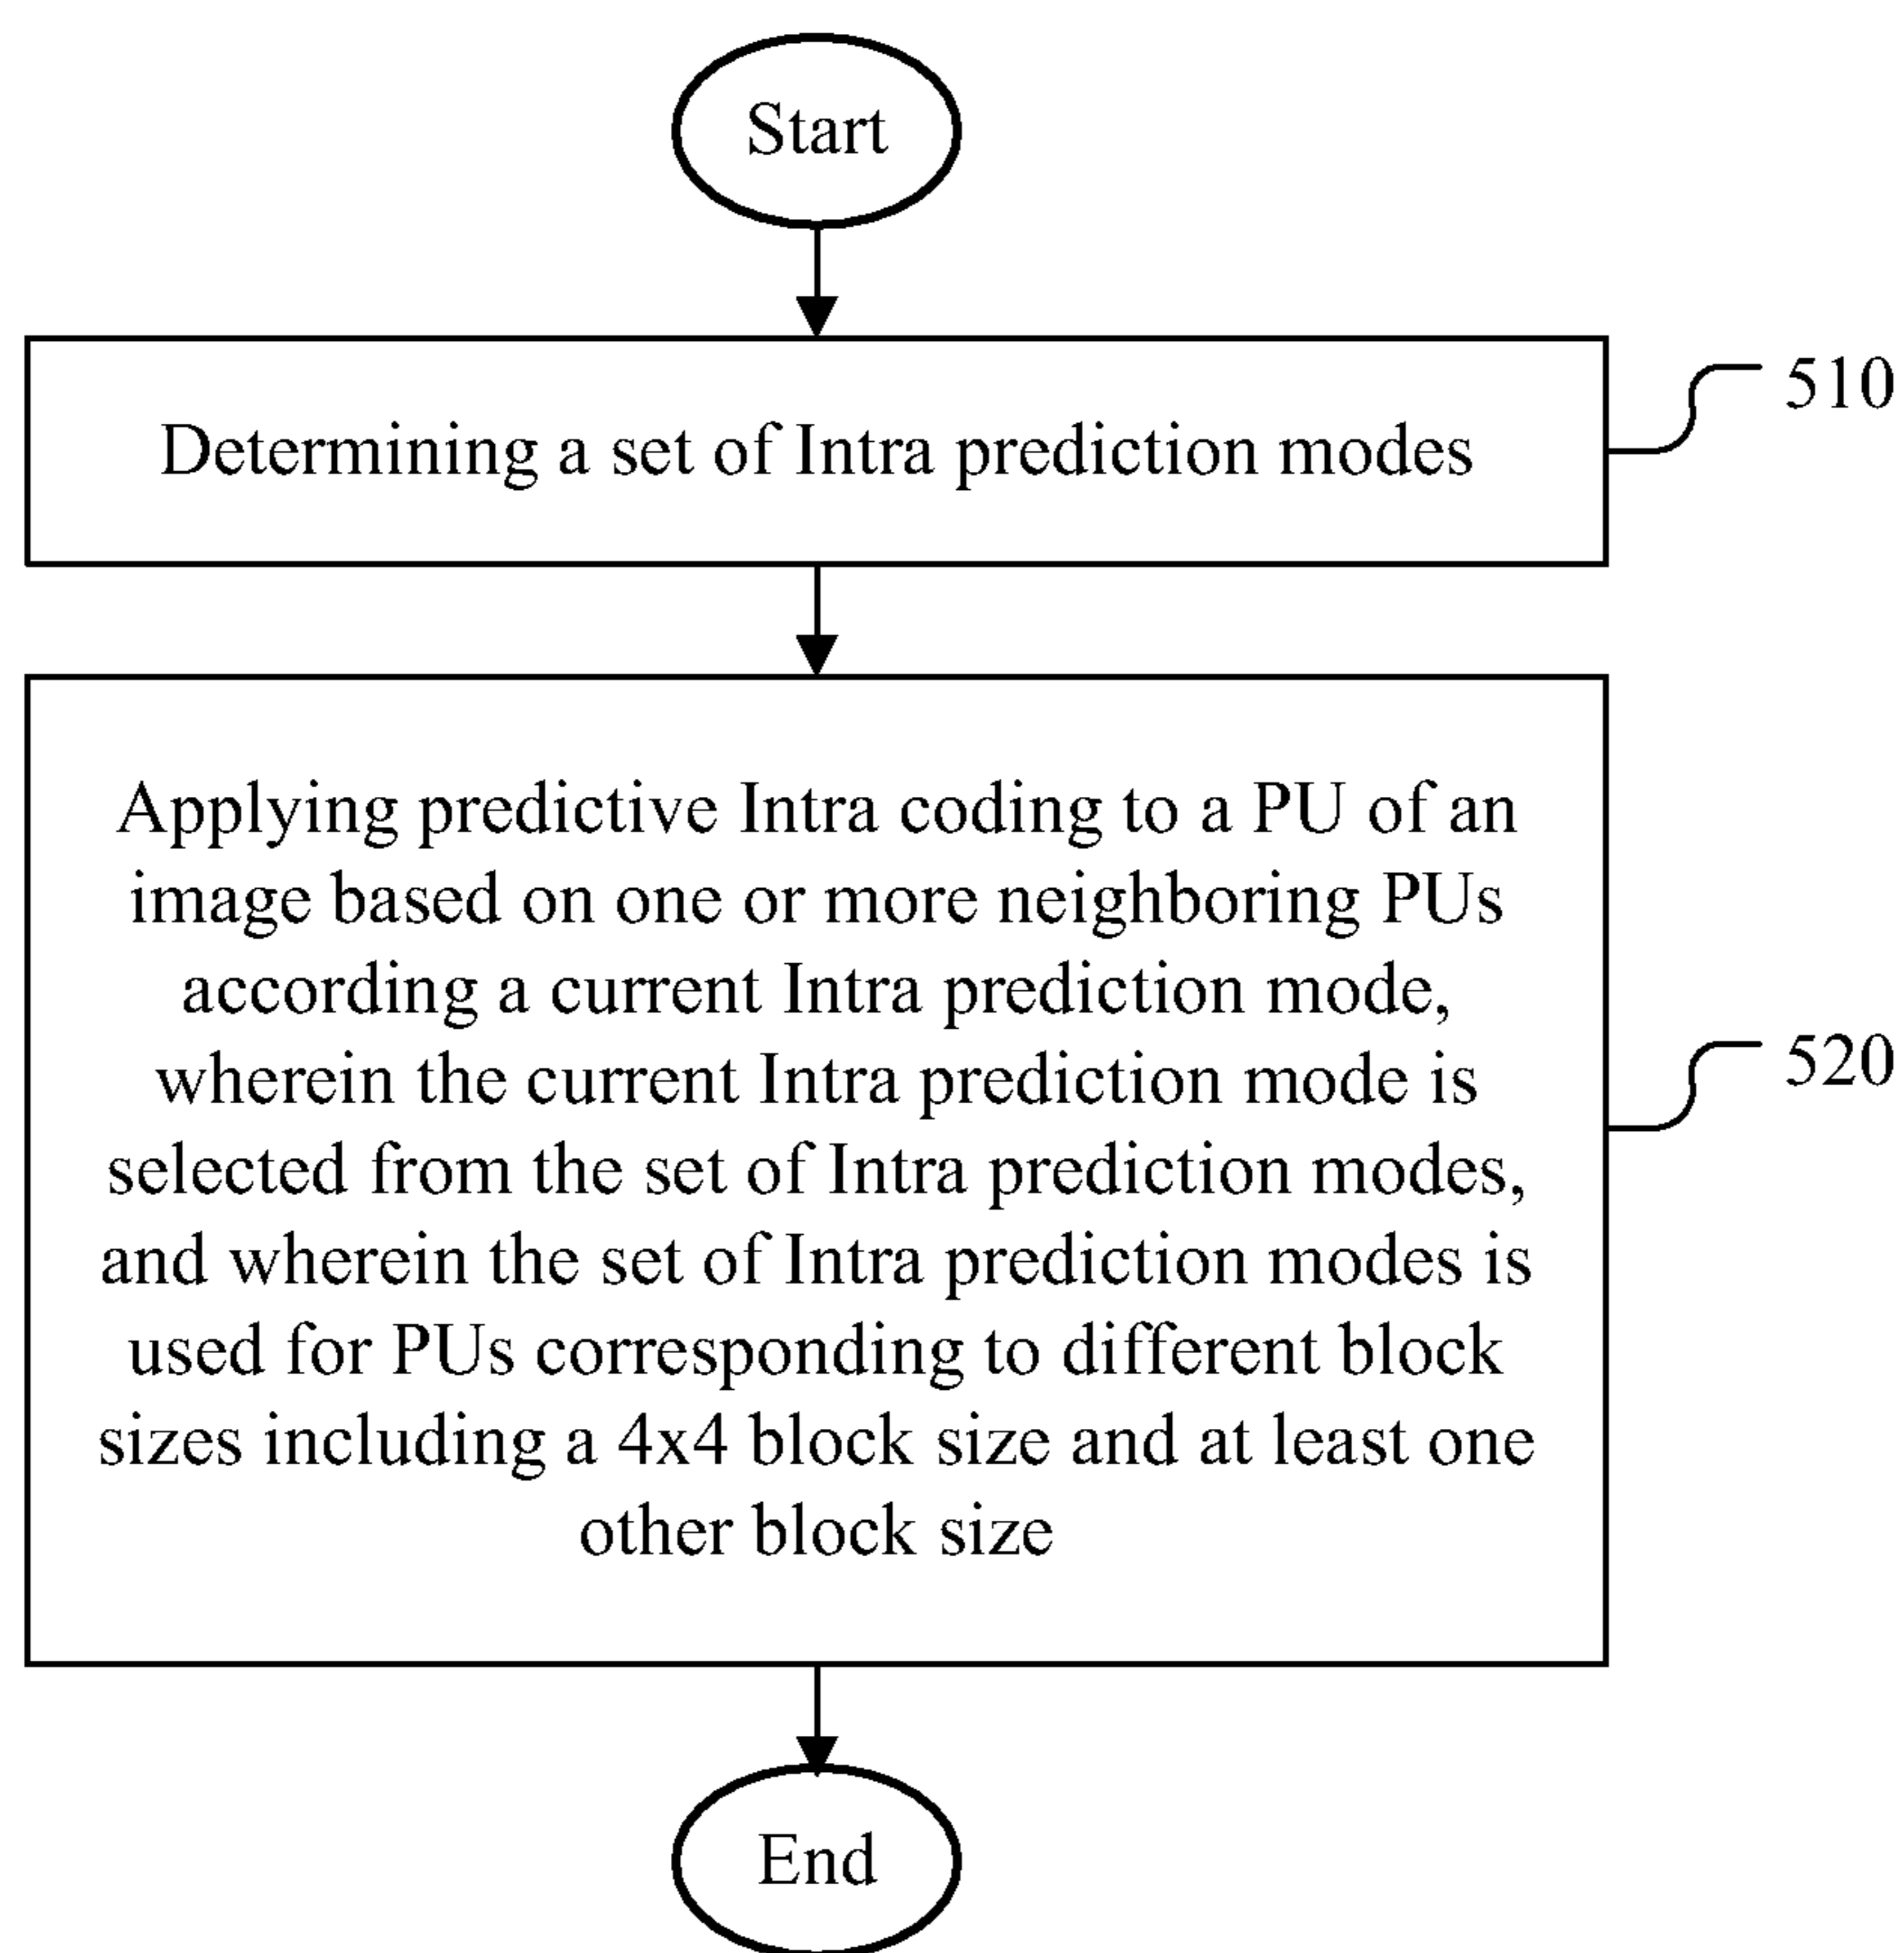 Start
Determining a set of Intra prediction modes
510
Applying predictive Intra coding to a PU of an
image based on one or more neighboring PUs
according a current Intra prediction mode,
wherein the current Intra prediction mode is
selected from the set of Intra prediction modes,
and wherein the set of Intra prediction modes is
used for PUs corresponding to different block
sizes including a 4x4 block size and at least one
other block size
520
End